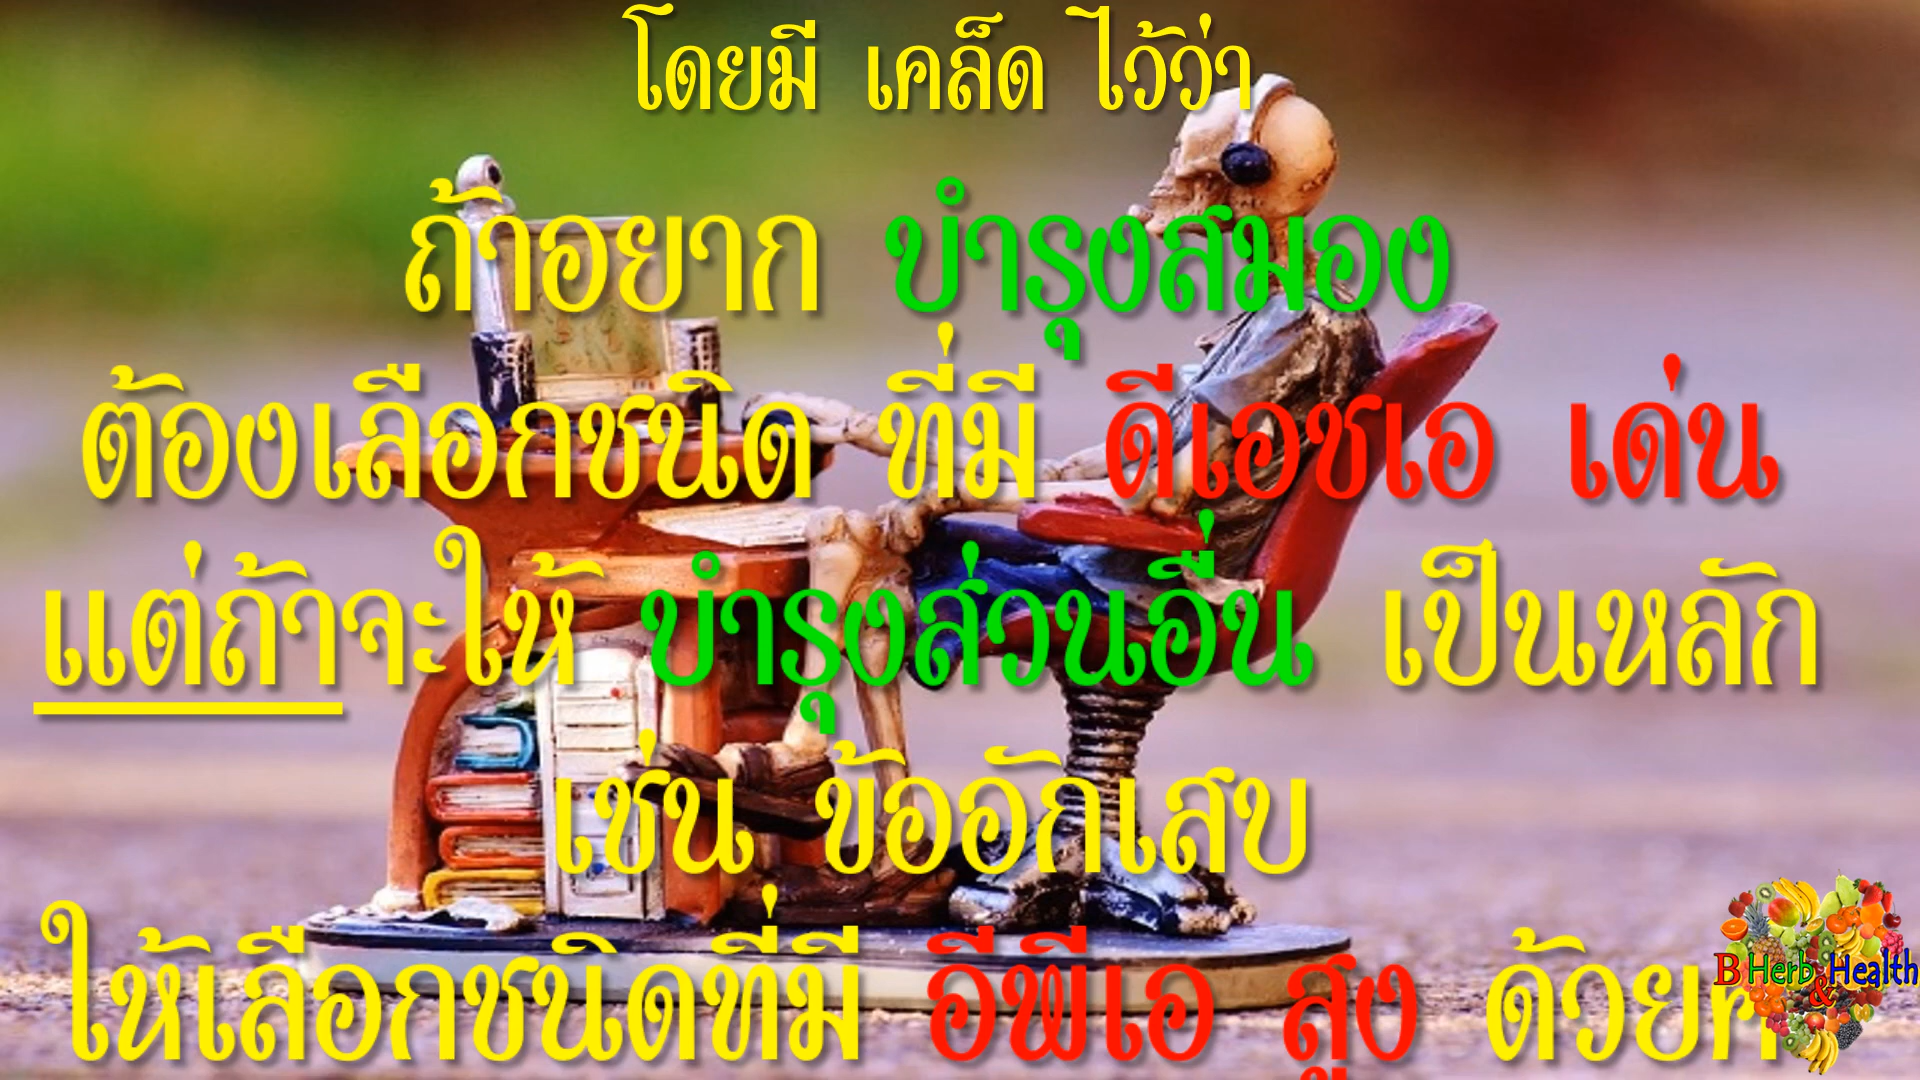 โดยมี เคล็ด ไว้ว่า
ถ้าอยาก บำรุงสมอง
ต้องเลือกชนิด ที่มี ดีเอชเอ เด่น
แต่ถ้าจะให้ บำรุงส่วนอื่น เป็นหลัก
เช่น ข้ออักเสบ
ให้เลือกชนิดที่มี อีพีเอ สูง ด้วยค
B Herb & Health